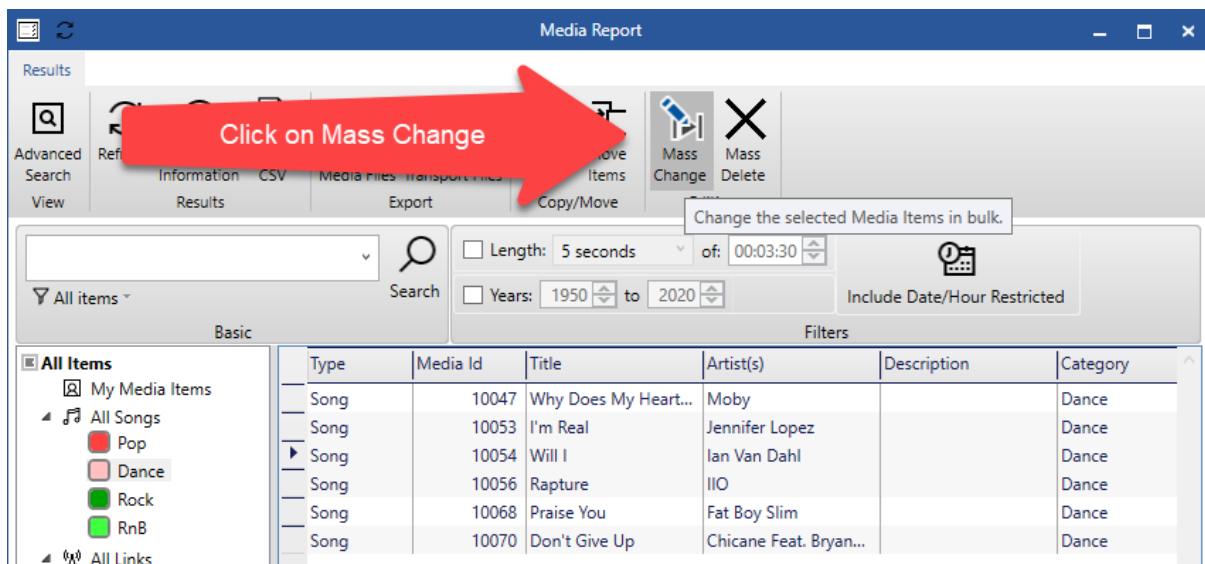 Media Report
Results
Click on Mass Change
Advanced Search
Information
CSV
Media Files
Transport Files
Items
Mass Change
Mass Delete
View
Results
Export
Copy/Move
Change the selected Media Items in bulk.
Search
All items
Basic
Length: 5 seconds of: 00:03:30
Years: 1950 to 2020
Include Date/Hour Restricted
Filters
All Items
My Media Items
All Songs
Pop
Dance
Rock
RnB
All Links
Type Media Id Title Artist(s) Description Category
Song 10047 Why Does My Heart... Moby Dance
Song 10053 I'm Real Jennifer Lopez Dance
Song 10054 Will I Ian Van Dahl Dance
Song 10056 Rapture IIO Dance
Song 10068 Praise You Fat Boy Slim Dance
Song 10070 Don't Give Up Chicane Feat. Bryan... Dance